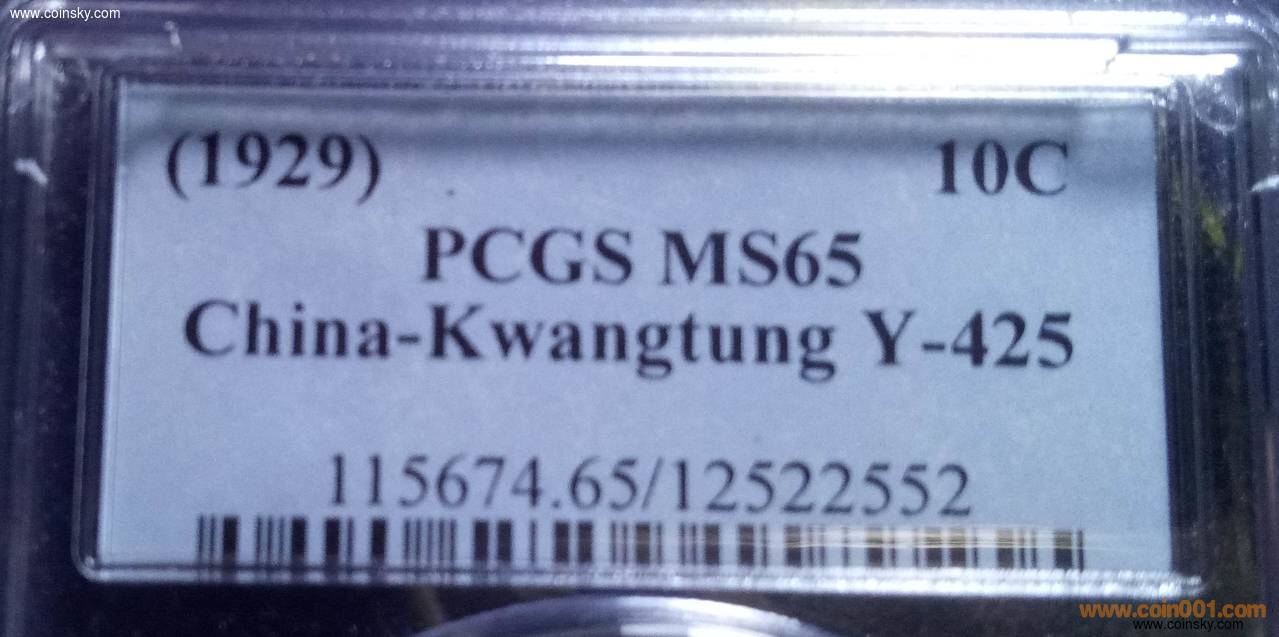 www.coinsky.com
(1929) 10C
PCGS MS65
China-Kwangtung Y-425
115674.65/12522552
www.coin001.com
www.coinsky.com